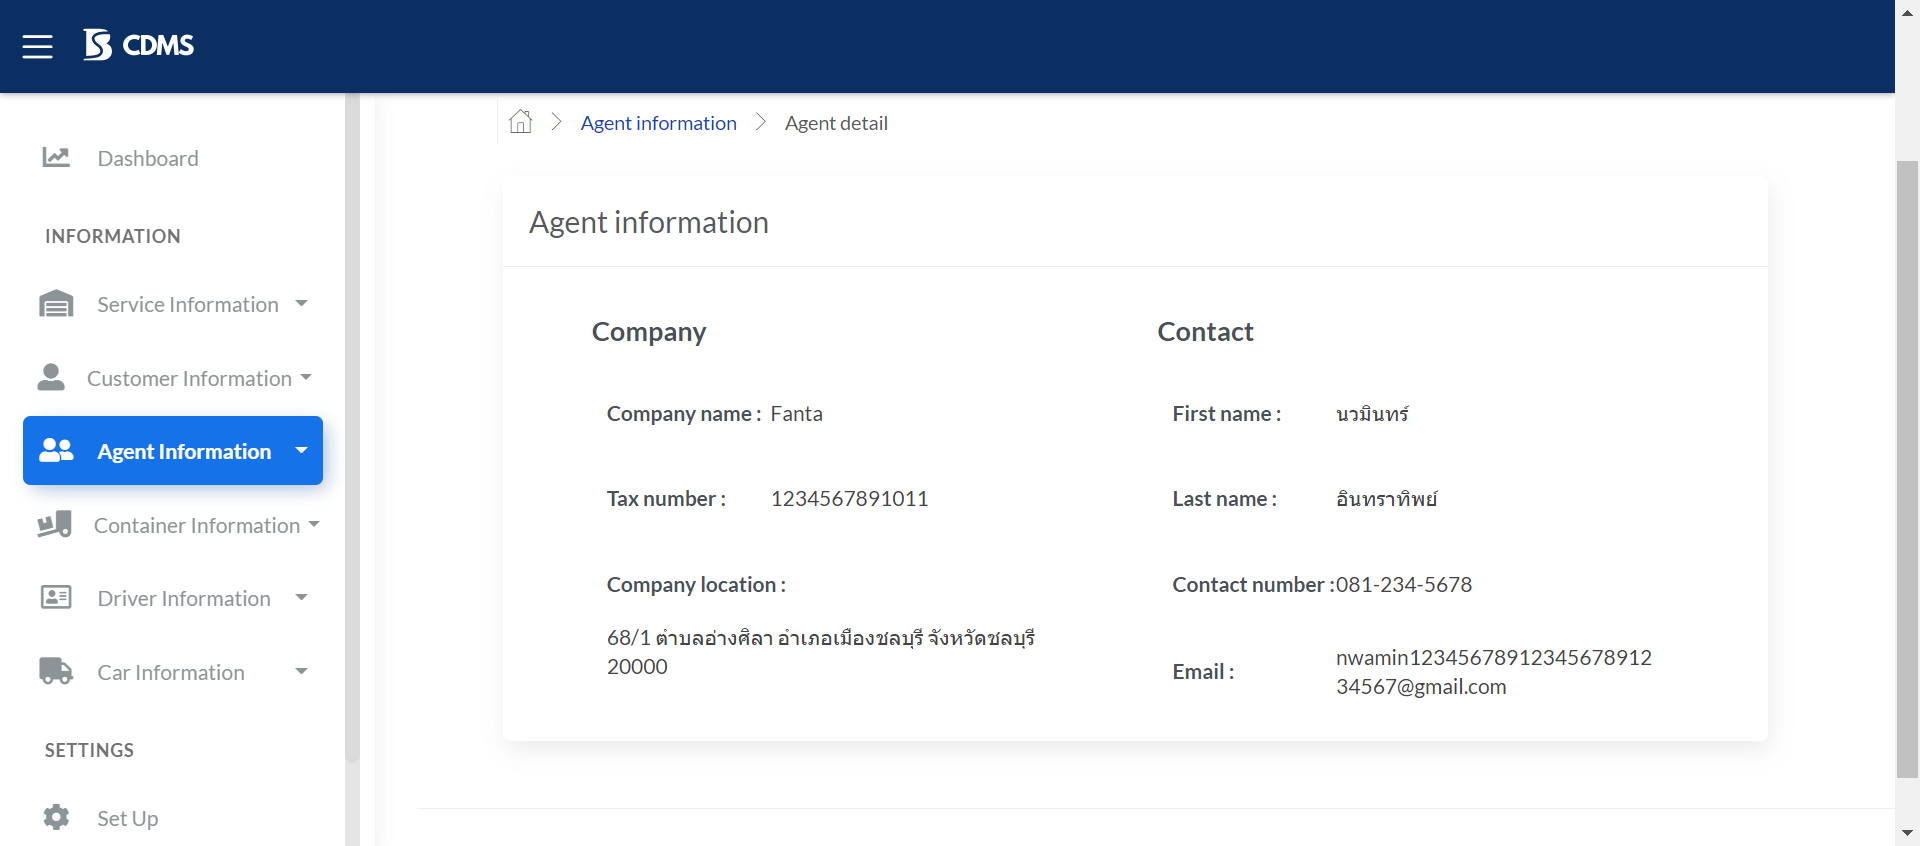 CDMS
Dashboard
INFORMATION
Service Information
Customer Information
Agent Information
Container Information
Driver Information
Car Information
SETTINGS
Set Up
Agent information > Agent detail
Agent information
Company
Company name : Fanta
Tax number : 1234567891011
Company location :
68/1 ตำบลอ่างศิลา อำเภอเมืองชลบุรี จังหวัดชลบุรี
20000
Contact
First name : นวมินทร์
Last name : อินทราทิพย์
Contact number : 081-234-5678
Email : nwamin12345678912345678912
34567@gmail.com